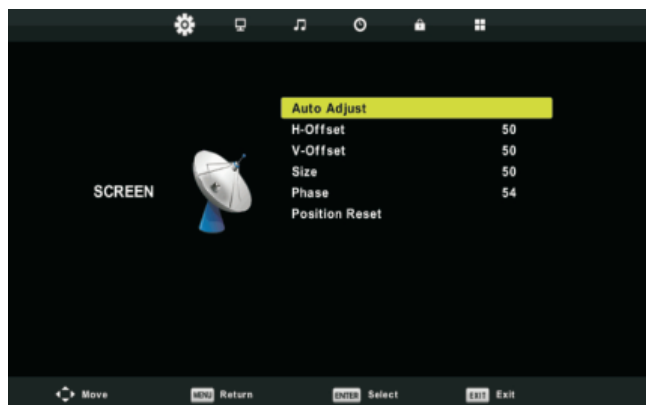 Auto Adjust
H-Offset 50
V-Offset 50
Size 50
SCREEN
Phase 54
Position Reset
Move MENU Return ENTER Select EXIT Exit